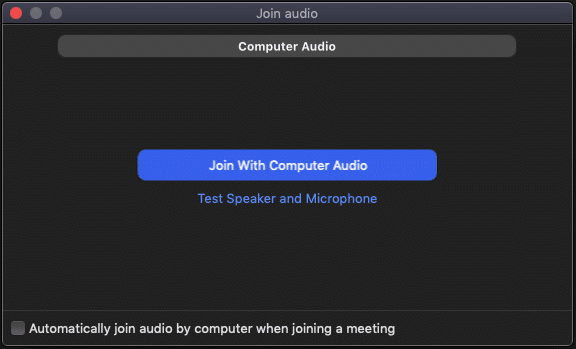 Join audio
Computer Audio
Join With Computer Audio
Test Speaker and Microphone
Automatically join audio by computer when joining a meeting